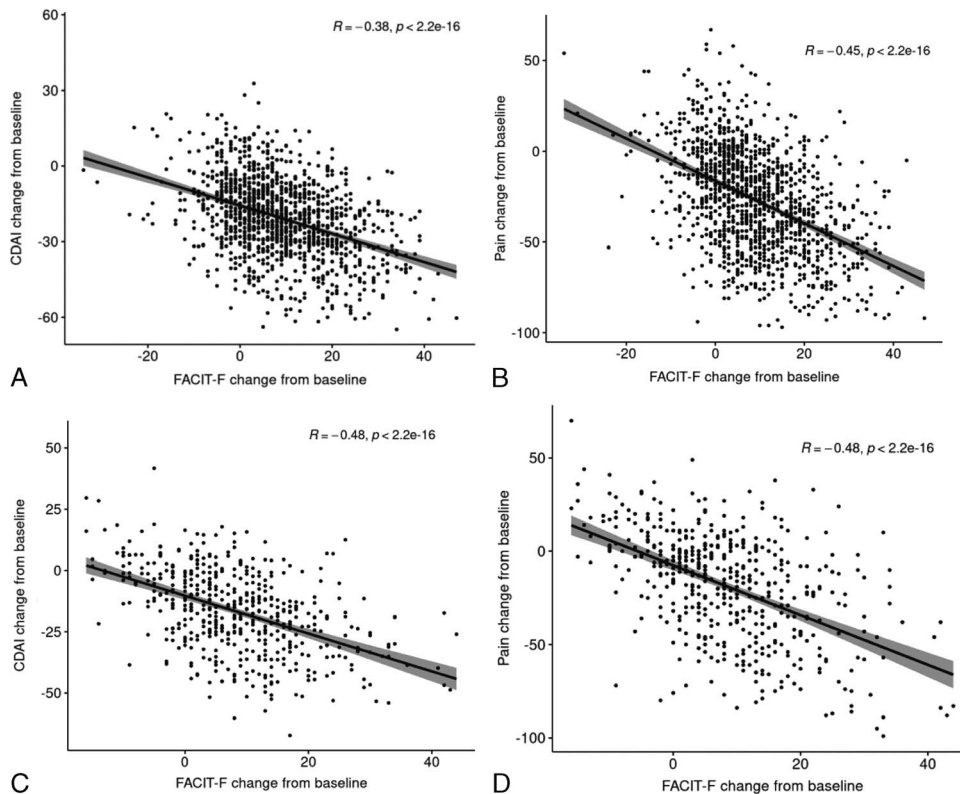 60
30
0
-30
-60
CDAI change from baseline
R = −0.38, p < 2.2e-16
-20
0
20
40
FACIT-F change from baseline
A
50
0
-50
-100
Pain change from baseline
R = −0.45, p < 2.2e-16
-20
0
20
40
FACIT-F change from baseline
B
50
25
0
-25
-50
CDAI change from baseline
R = −0.48, p < 2.2e-16
0
20
40
FACIT-F change from baseline
C
50
0
-50
-100
Pain change from baseline
R = −0.48, p < 2.2e-16
0
20
40
FACIT-F change from baseline
D